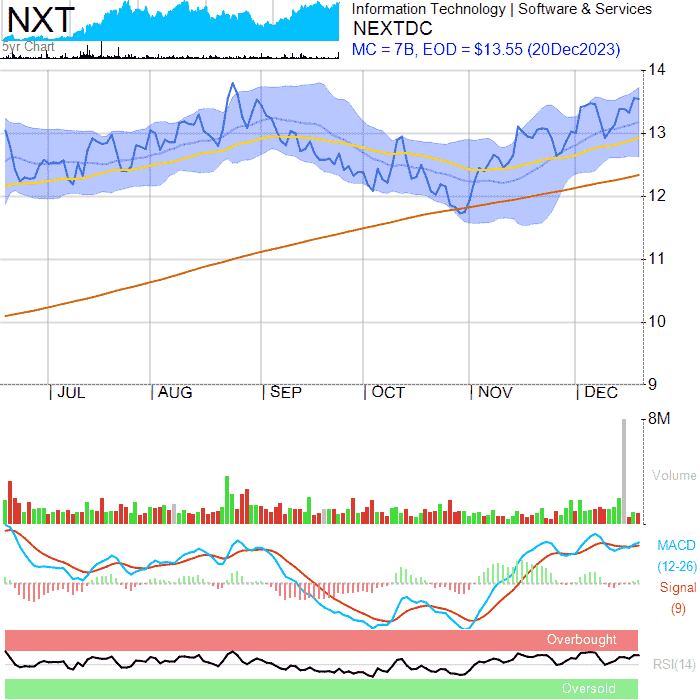 NXT
5yr Chart
Information Technology | Software & Services
NEXTDC
MC = 7B, EOD = $13.55 (20Dec2023)
14
13
12
11
10
9
JUL AUG SEP OCT NOV DEC
8M
Volume
MACD
(12-26)
Signal
(9)
Overbought
RSI(14)
Oversold